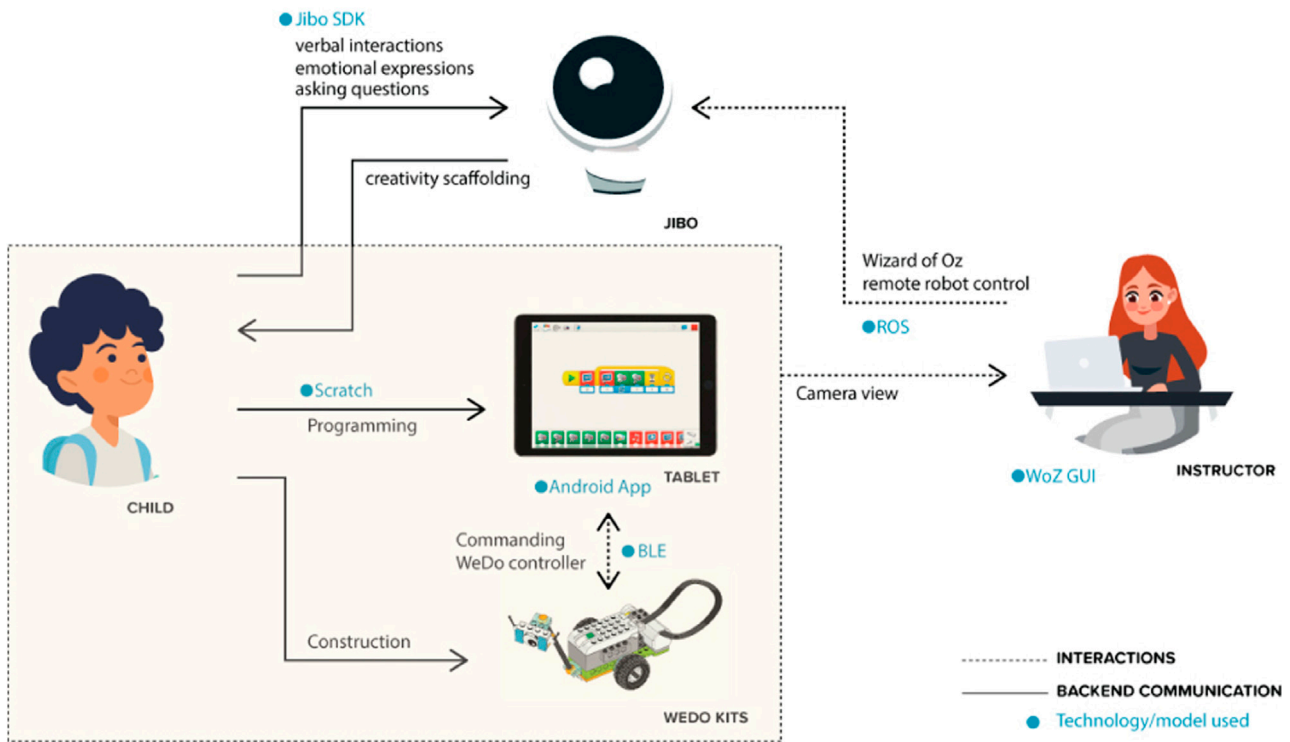 Jibo SDK
verbal interactions
emotional expressions
asking questions
creativity scaffolding
JIBO
Wizard of Oz
remote robot control
ROS
Scratch
Programming
Camera view
CHILD
TABLET
Android App
INSTRUCTOR
WoZ GUI
Commanding
WeDo controller
BLE
Construction
WEDO KITS
INTERACTIONS
BACKEND COMMUNICATION
Technology/model used